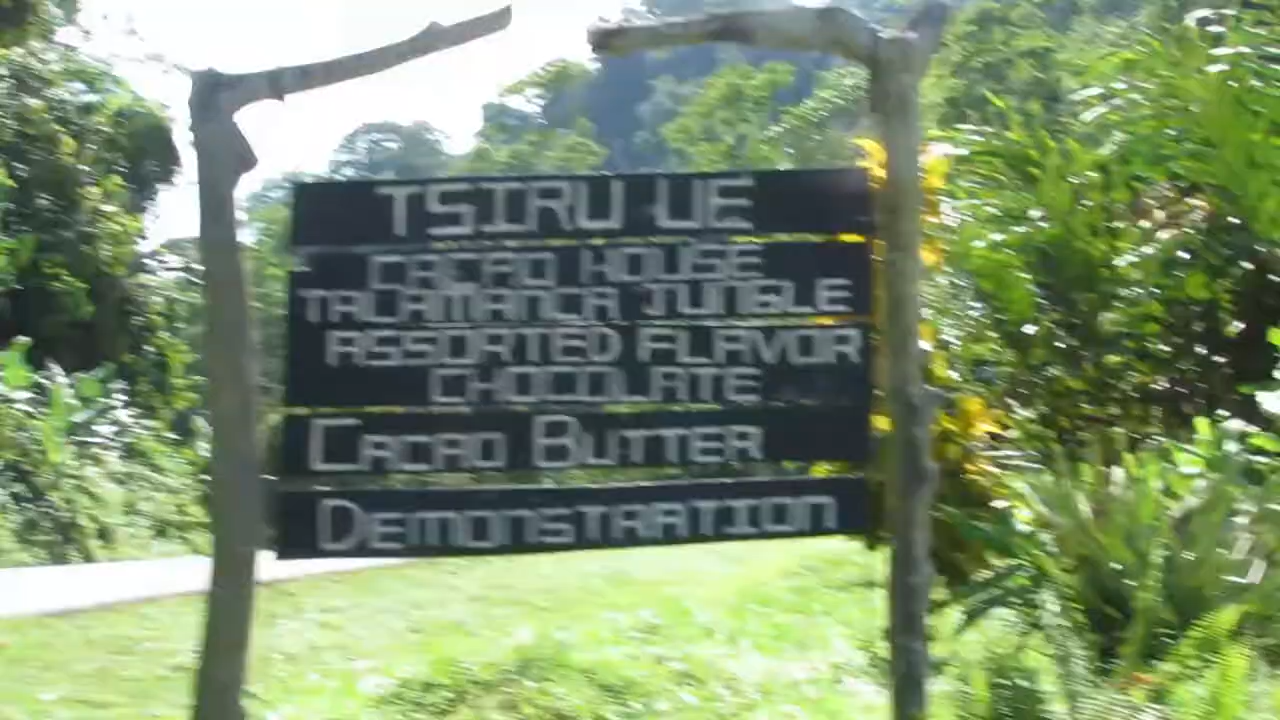 TSIRU UE
CACAO HOUSE
TALAMANCA JUNGLE
ASSORTED FLAVOR
CHOCOLATE
CACAO BUTTER
DEMONSTRATION